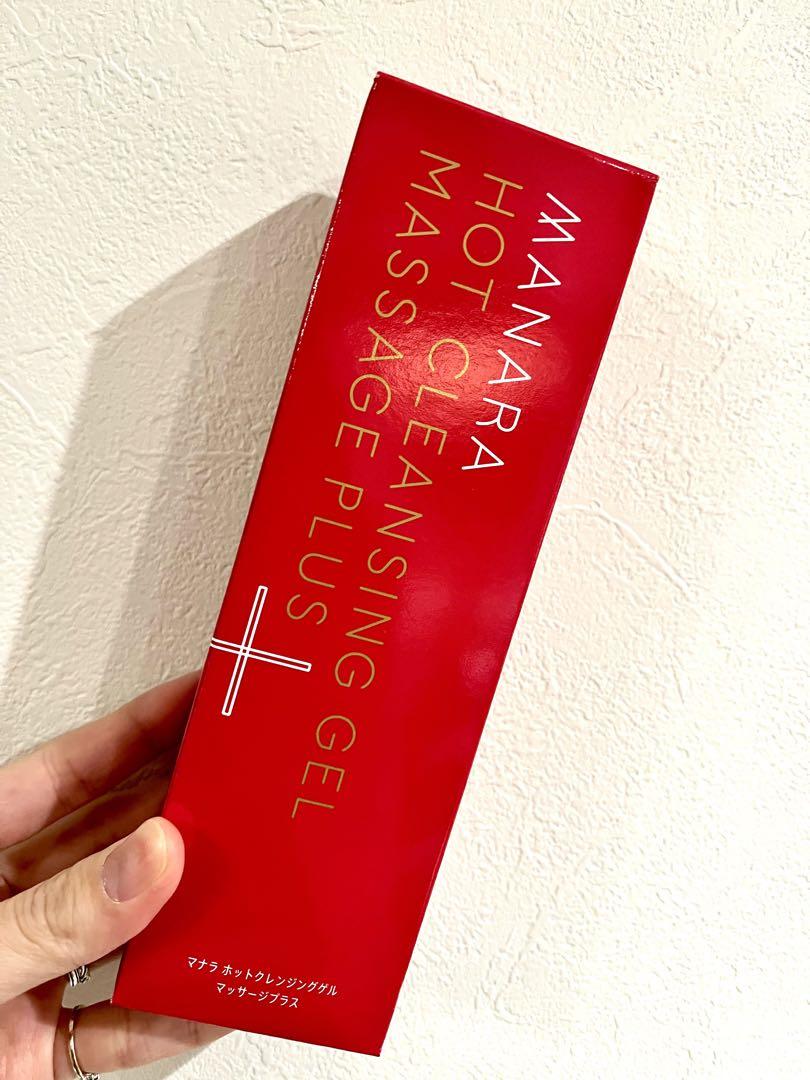 MANARA
HOT CLEANSING GEL
MASSAGE PLUS
マナラ ホットクレンジングゲル
マッサージプラス